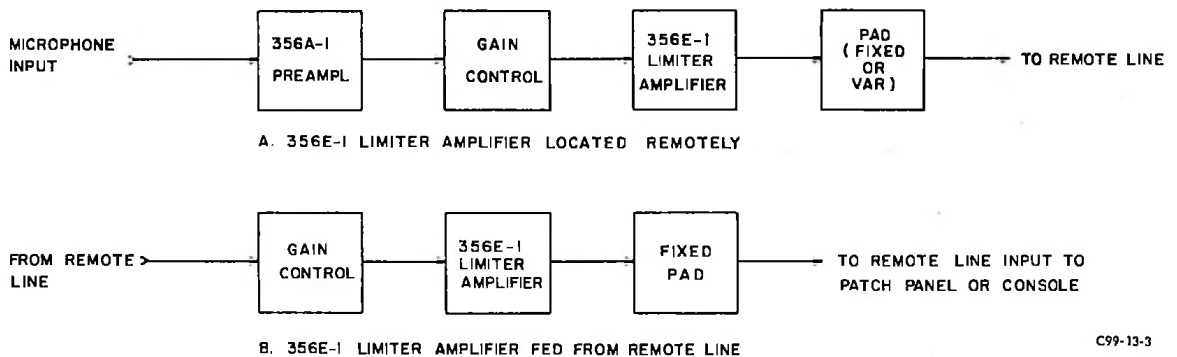 MICROPHONE
INPUT
356A-1
PREAMPL
GAIN
CONTROL
356E-1
LIMITER
AMPLIFIER
PAD
(FIXED
OR
VAR)
TO REMOTE LINE
A. 356E-1 LIMITER AMPLIFIER LOCATED REMOTELY
FROM REMOTE
LINE
GAIN
CONTROL
356E-1
LIMITER
AMPLIFIER
FIXED
PAD
TO REMOTE LINE INPUT TO
PATCH PANEL OR CONSOLE
B. 356E-1 LIMITER AMPLIFIER FED FROM REMOTE LINE
C99-13-3